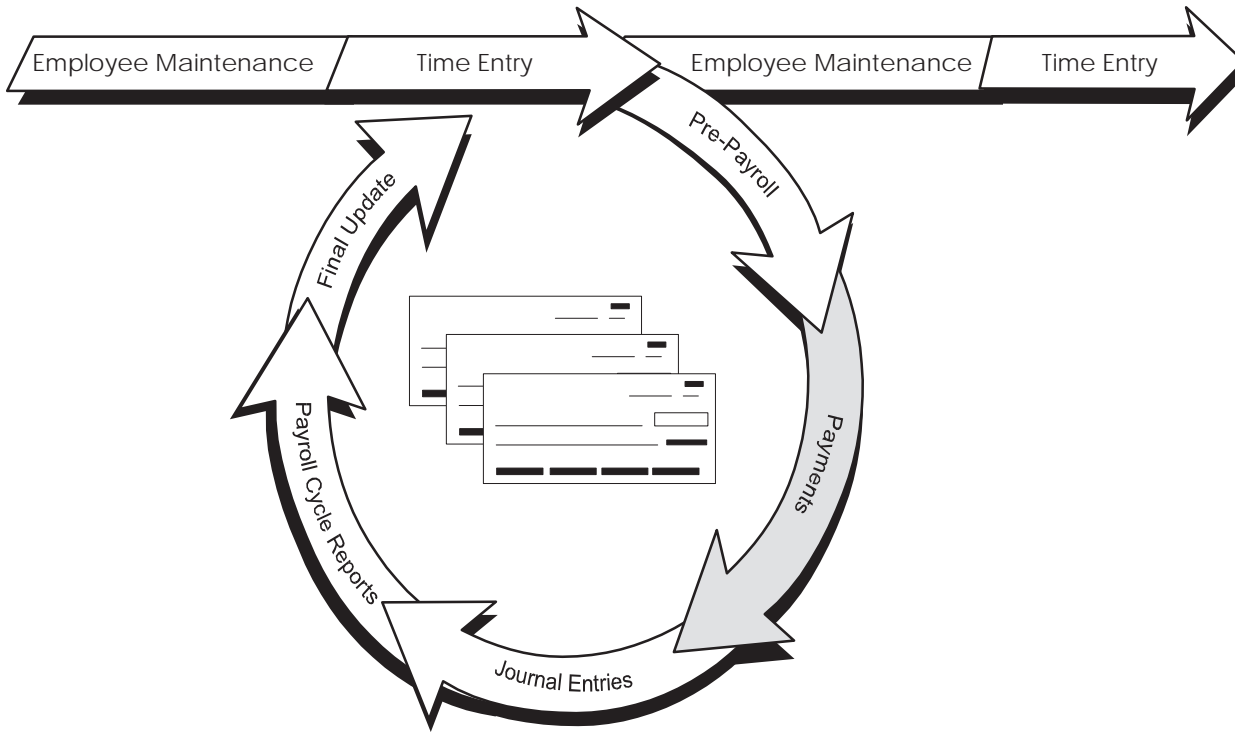 Employee Maintenance
Time Entry
Employee Maintenance
Time Entry
Pre-Payroll
Payments
Journal Entries
Payroll Cycle Reports
Final Update